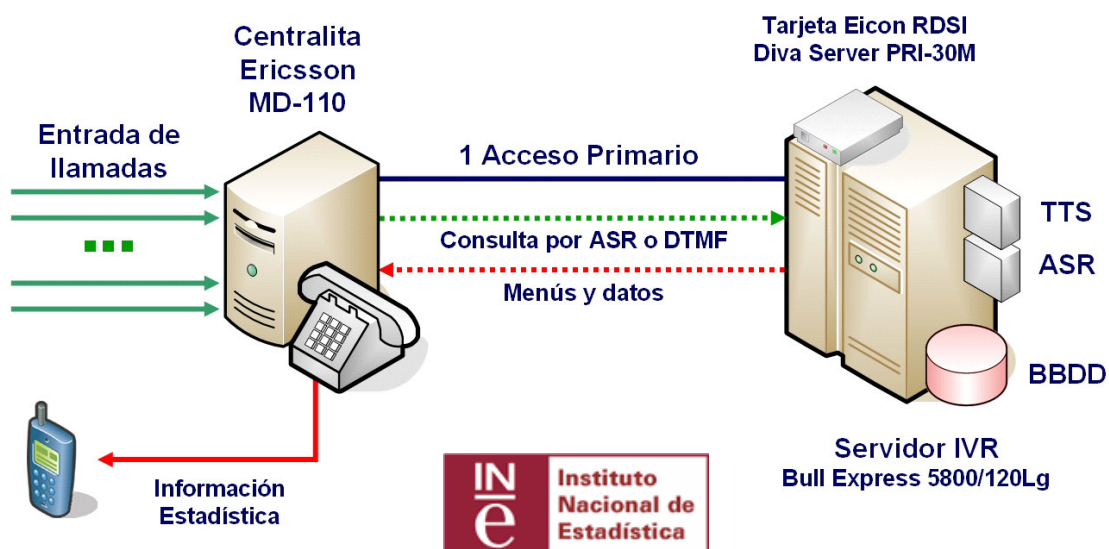 Centralita
Ericsson
MD-110
Tarjeta Eicon RDSI
Diva Server PRI-30M
Entrada de
llamadas
1 Acceso Primario
Consulta por ASR o DTMF
Menús y datos
TTS
ASR
BBDD
Información
Estadística
Servidor IVR
Bull Express 5800/120Lg
IN
e
Instituto
Nacional de
Estadística